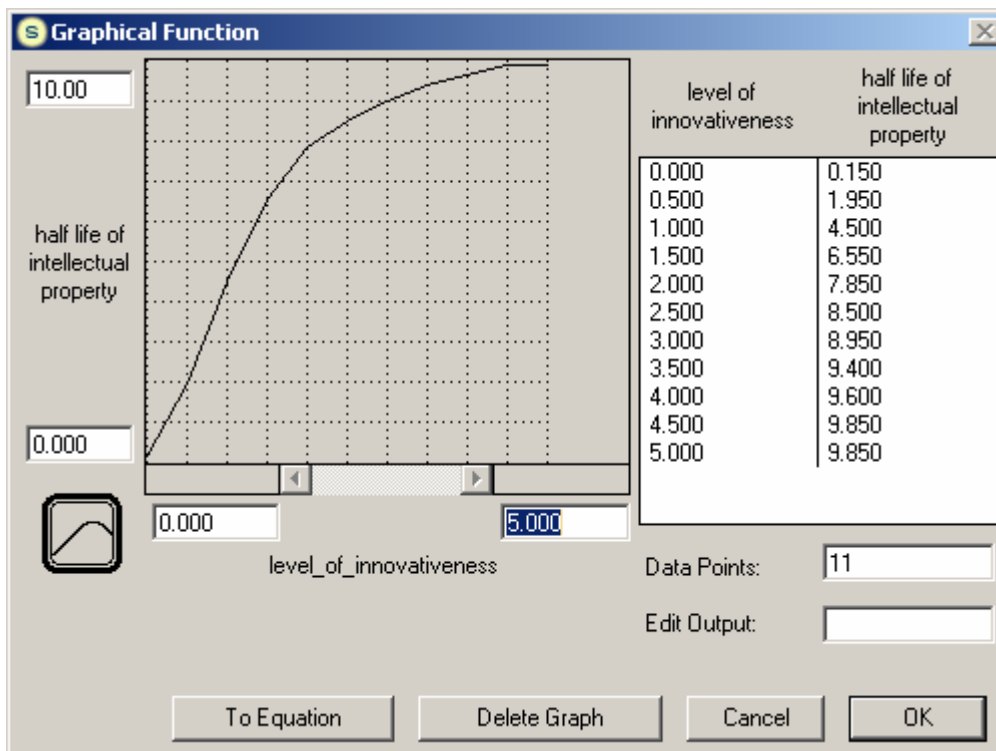 S Graphical Function
10.00
half life of
intellectual
property
0.000
0.000
5.000
level_of_innovativeness
level of
innovativeness
half life of
intellectual
property
0.000 0.150
0.500 1.950
1.000 4.500
1.500 6.550
2.000 7.850
2.500 8.500
3.000 8.950
3.500 9.400
4.000 9.600
4.500 9.850
5.000 9.850
Data Points: 11
Edit Output:
To Equation
Delete Graph
Cancel
OK